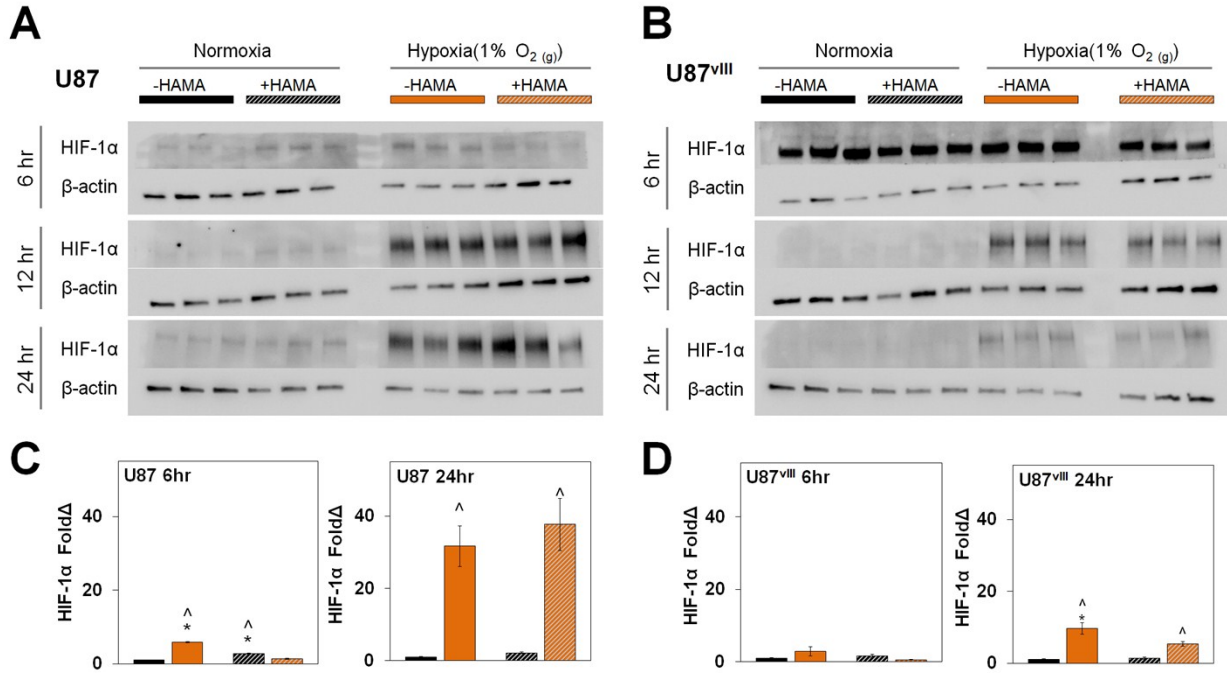 A
Normoxia
Hypoxia(1% O2 (g))
U87
-HAMA
+HAMA
-HAMA
+HAMA
6 hr
HIF-1α
β-actin
12 hr
HIF-1α
β-actin
24 hr
HIF-1α
β-actin
B
Normoxia
Hypoxia(1% O2 (g))
U87vIII
-HAMA
+HAMA
-HAMA
+HAMA
6 hr
HIF-1α
β-actin
12 hr
HIF-1α
β-actin
24 hr
HIF-1α
β-actin
C
U87 6hr
HIF-1α FoldΔ
40
20
0
^
*
^
*
U87 24hr
HIF-1α FoldΔ
40
20
0
^
^
D
U87vIII 6hr
HIF-1α FoldΔ
40
20
0
U87vIII 24hr
HIF-1α FoldΔ
40
20
0
^
*
^